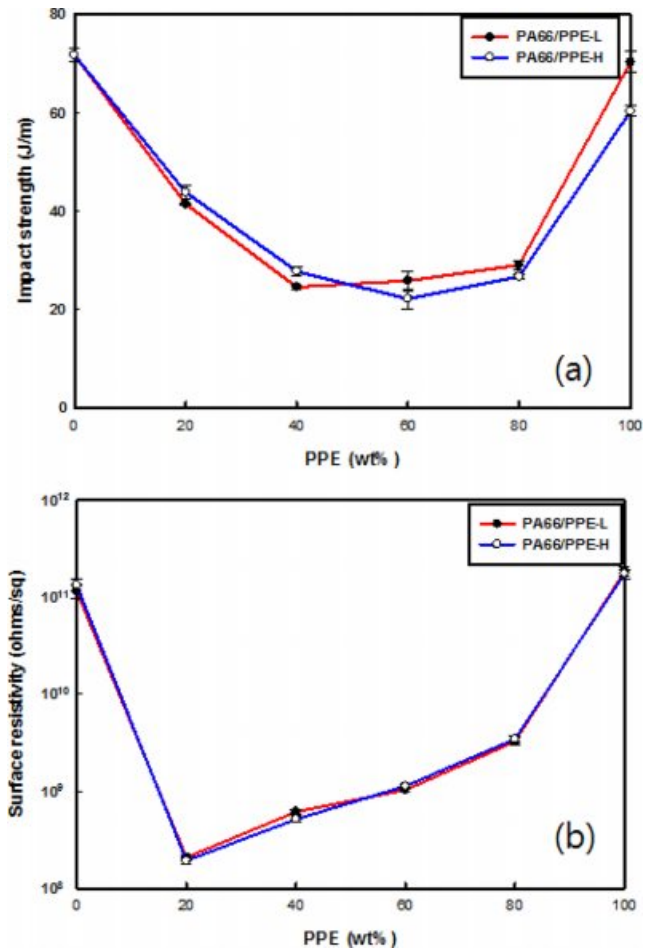 PA66/PPE-L
PA66/PPE-H
80
60
40
20
0
Impact strength (J/m)
(a)
0 20 40 60 80 100
PPE (wt% )
10¹²
10¹¹
10¹⁰
10⁹
10⁸
Surface resistivity (ohms/sq)
PA66/PPE-L
PA66/PPE-H
(b)
0 20 40 60 80 100
PPE (wt% )